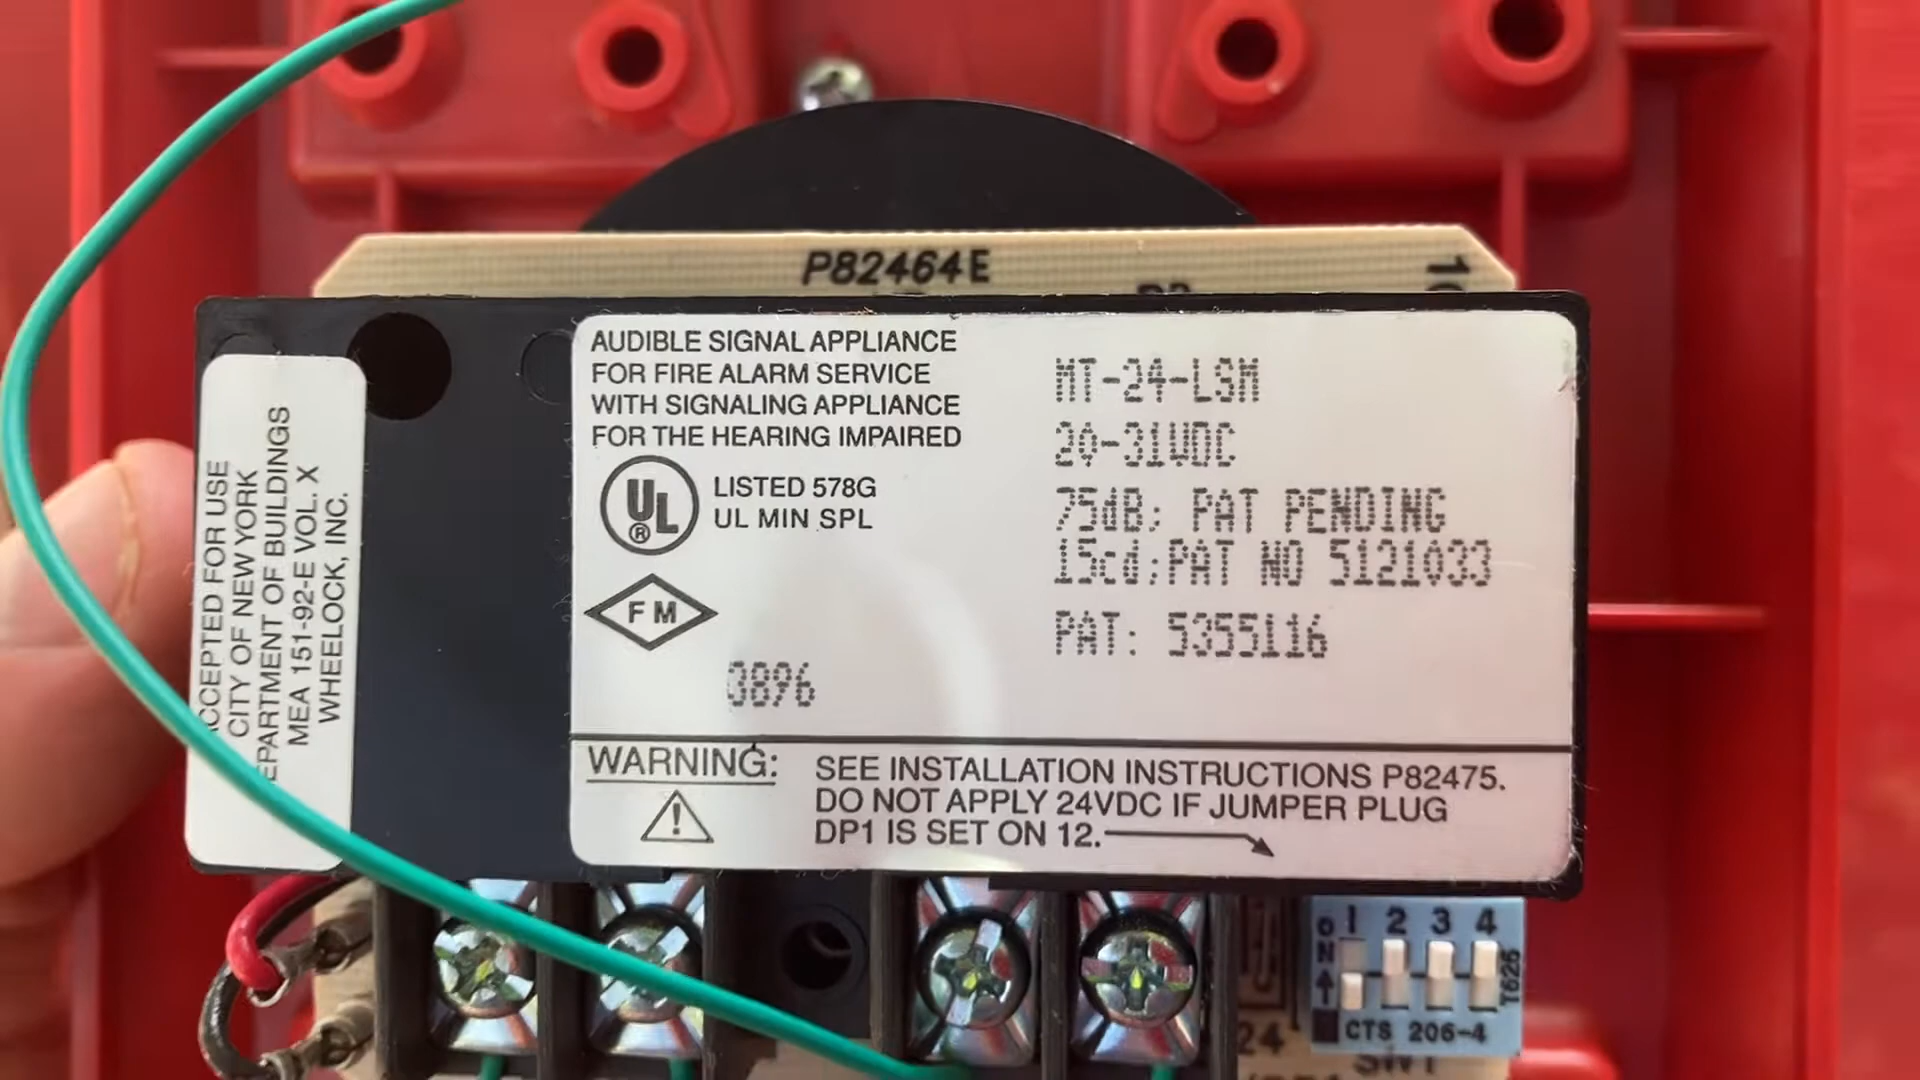 P82464E
AUDIBLE SIGNAL APPLIANCE
FOR FIRE ALARM SERVICE
WITH SIGNALING APPLIANCE
FOR THE HEARING IMPAIRED
UL ®
LISTED 578G
UL MIN SPL
FM
0896
MT-24-LSM
20-31VDC
75dB; PAT PENDING
15cd;PAT NO 5121033
PAT: 5355116
WARNING:
SEE INSTALLATION INSTRUCTIONS P82475.
DO NOT APPLY 24VDC IF JUMPER PLUG
DP1 IS SET ON 12.
ACCEPTED FOR USE
CITY OF NEW YORK
DEPARTMENT OF BUILDINGS
MEA 151-92-E VOL. X
WHEELOCK, INC.
ON
1 2 3 4
CTS 206-4
T626
24
SW1